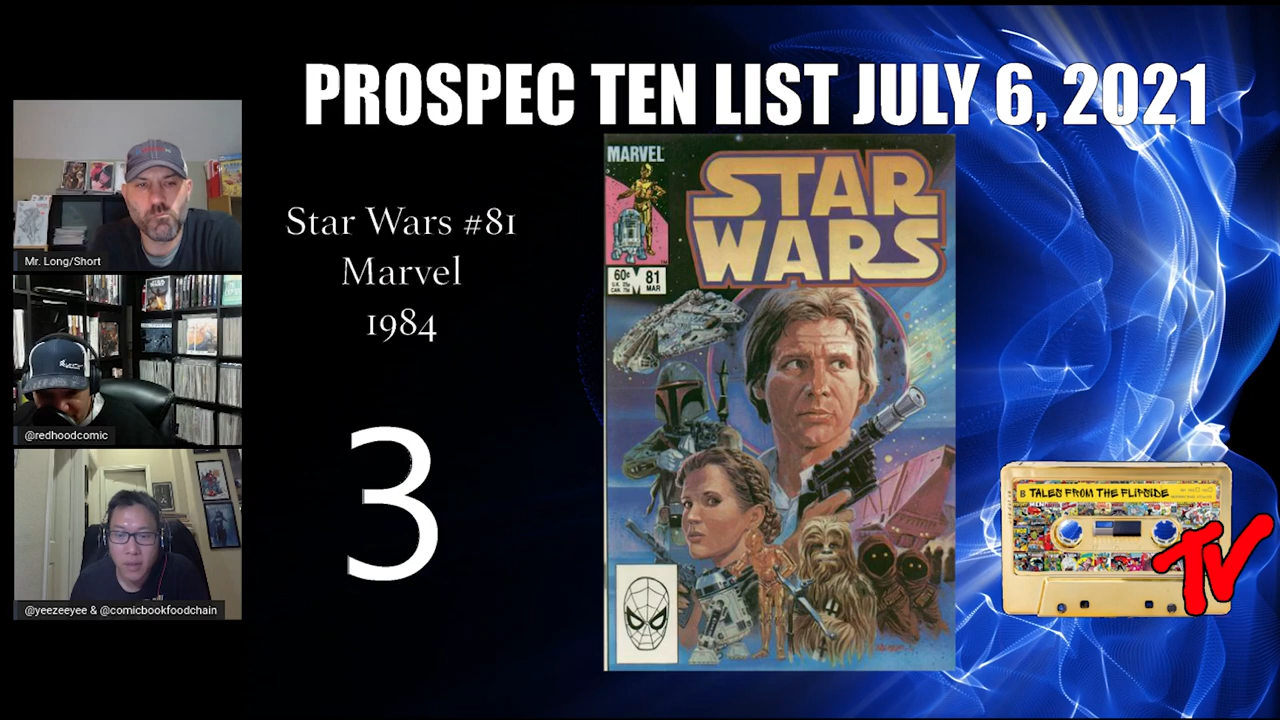 PROSPEC TEN LIST JULY 6, 2021
Mr. Long/Short
@redhoodcomic
@yeezeeyee & @comicbookfoodchain
Star Wars #81
Marvel
1984
3
MARVEL
STAR
WARS
60¢
81
MAR
B TALES FROM THE FLIPSIDE
TV